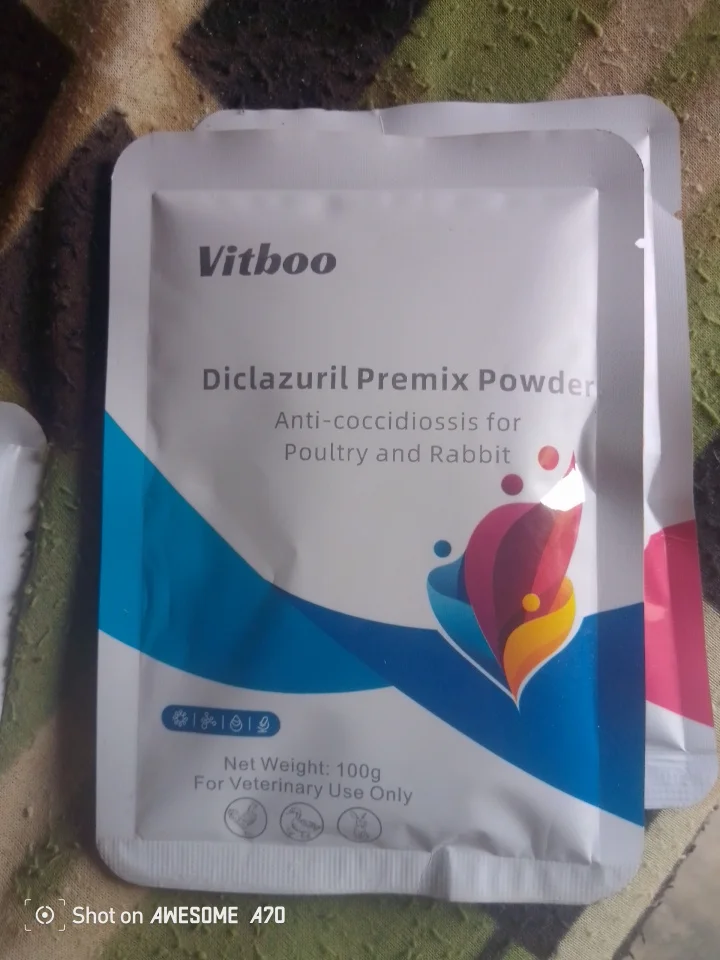 Vitboo
Diclazuril Premix Powder
Anti-coccidiossis for
Poultry and Rabbit
Net Weight: 100g
For Veterinary Use Only
Shot on AWESOME A70